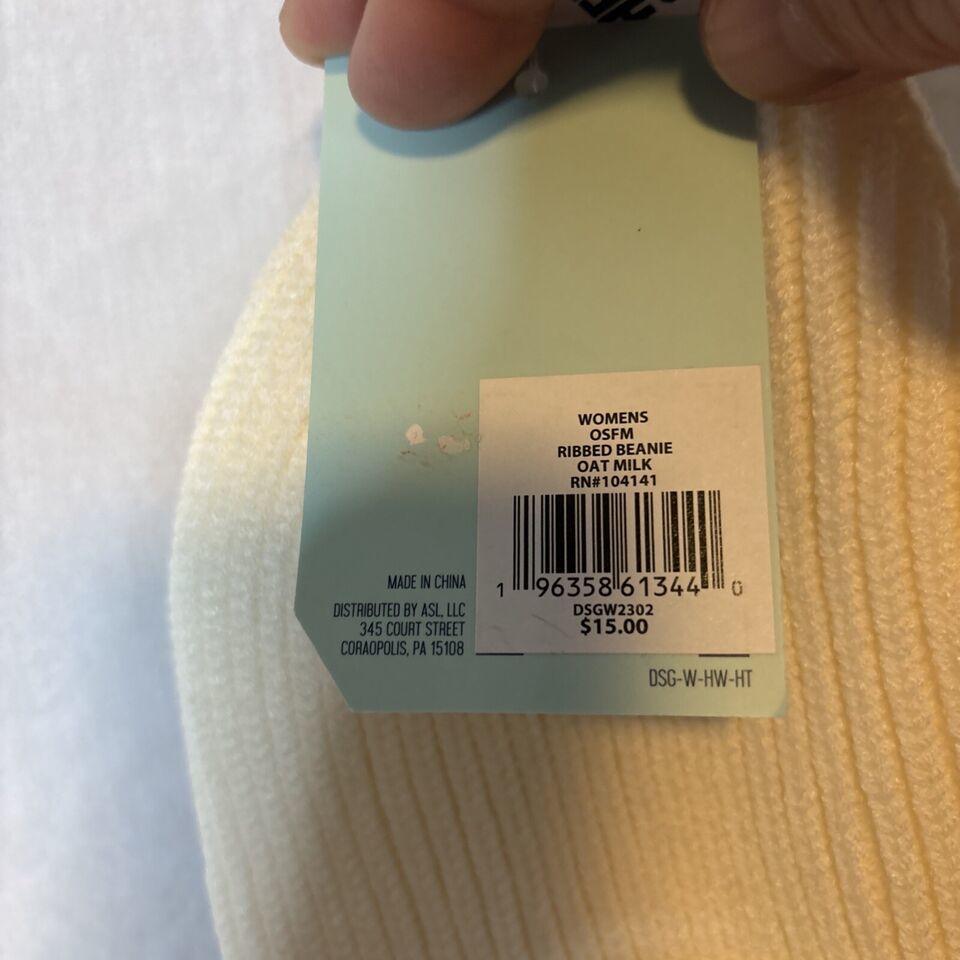 WOMENS
OSFM
RIBBED BEANIE
OAT MILK
RN#104141
1 96358 61344 0
DSGW2302
$15.00
MADE IN CHINA
DISTRIBUTED BY ASL, LLC
345 COURT STREET
CORAOPOLIS, PA 15108
DSG-W-HW-HT